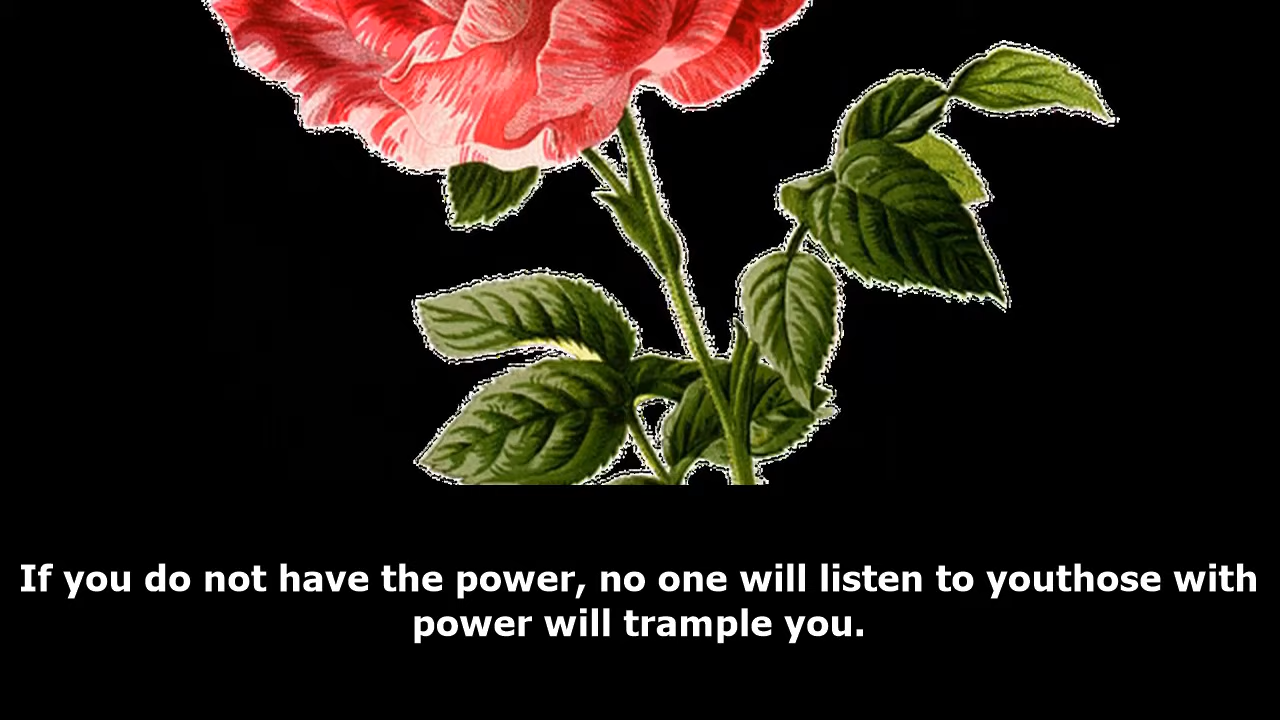 If you do not have the power, no one will listen to youthose with
power will trample you.